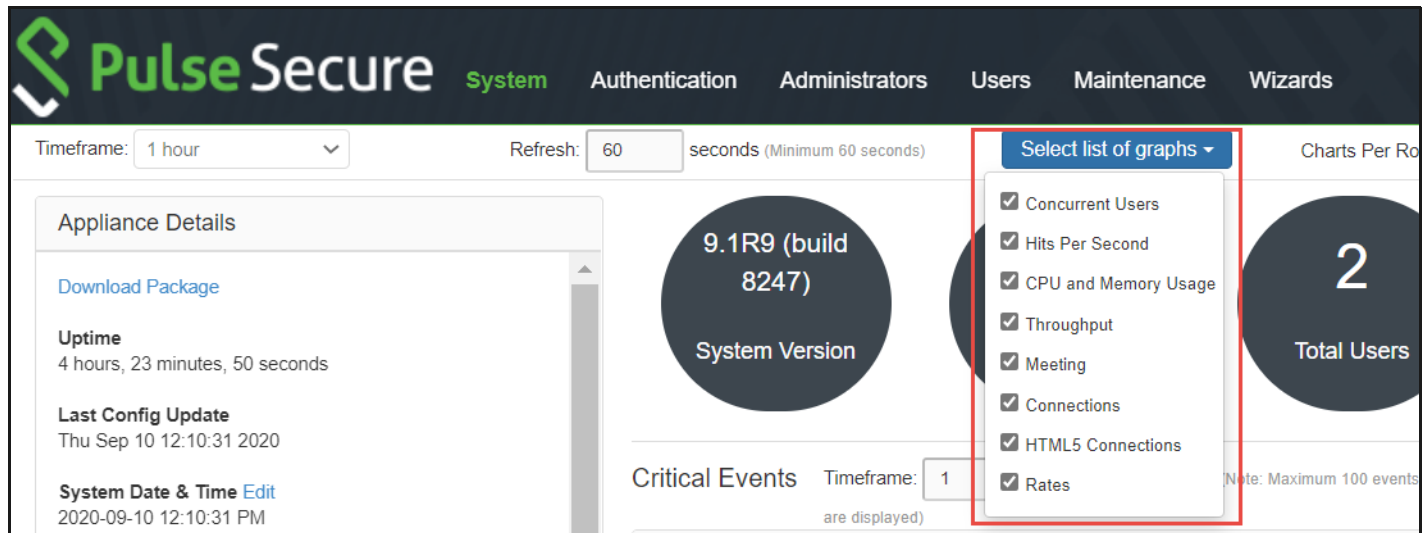 Pulse Secure
System Authentication Administrators Users Maintenance Wizards
Timeframe: 1 hour Refresh: 60 seconds (Minimum 60 seconds) Select list of graphs Charts Per Ro
Appliance Details
Download Package
Uptime
4 hours, 23 minutes, 50 seconds
Last Config Update
Thu Sep 10 12:10:31 2020
System Date & Time Edit
2020-09-10 12:10:31 PM
9.1R9 (build
8247)
System Version
Concurrent Users
Hits Per Second
CPU and Memory Usage
Throughput
Meeting
Connections
HTML5 Connections
Rates
2
Total Users
Critical Events Timeframe: 1 Note: Maximum 100 events
are displayed)